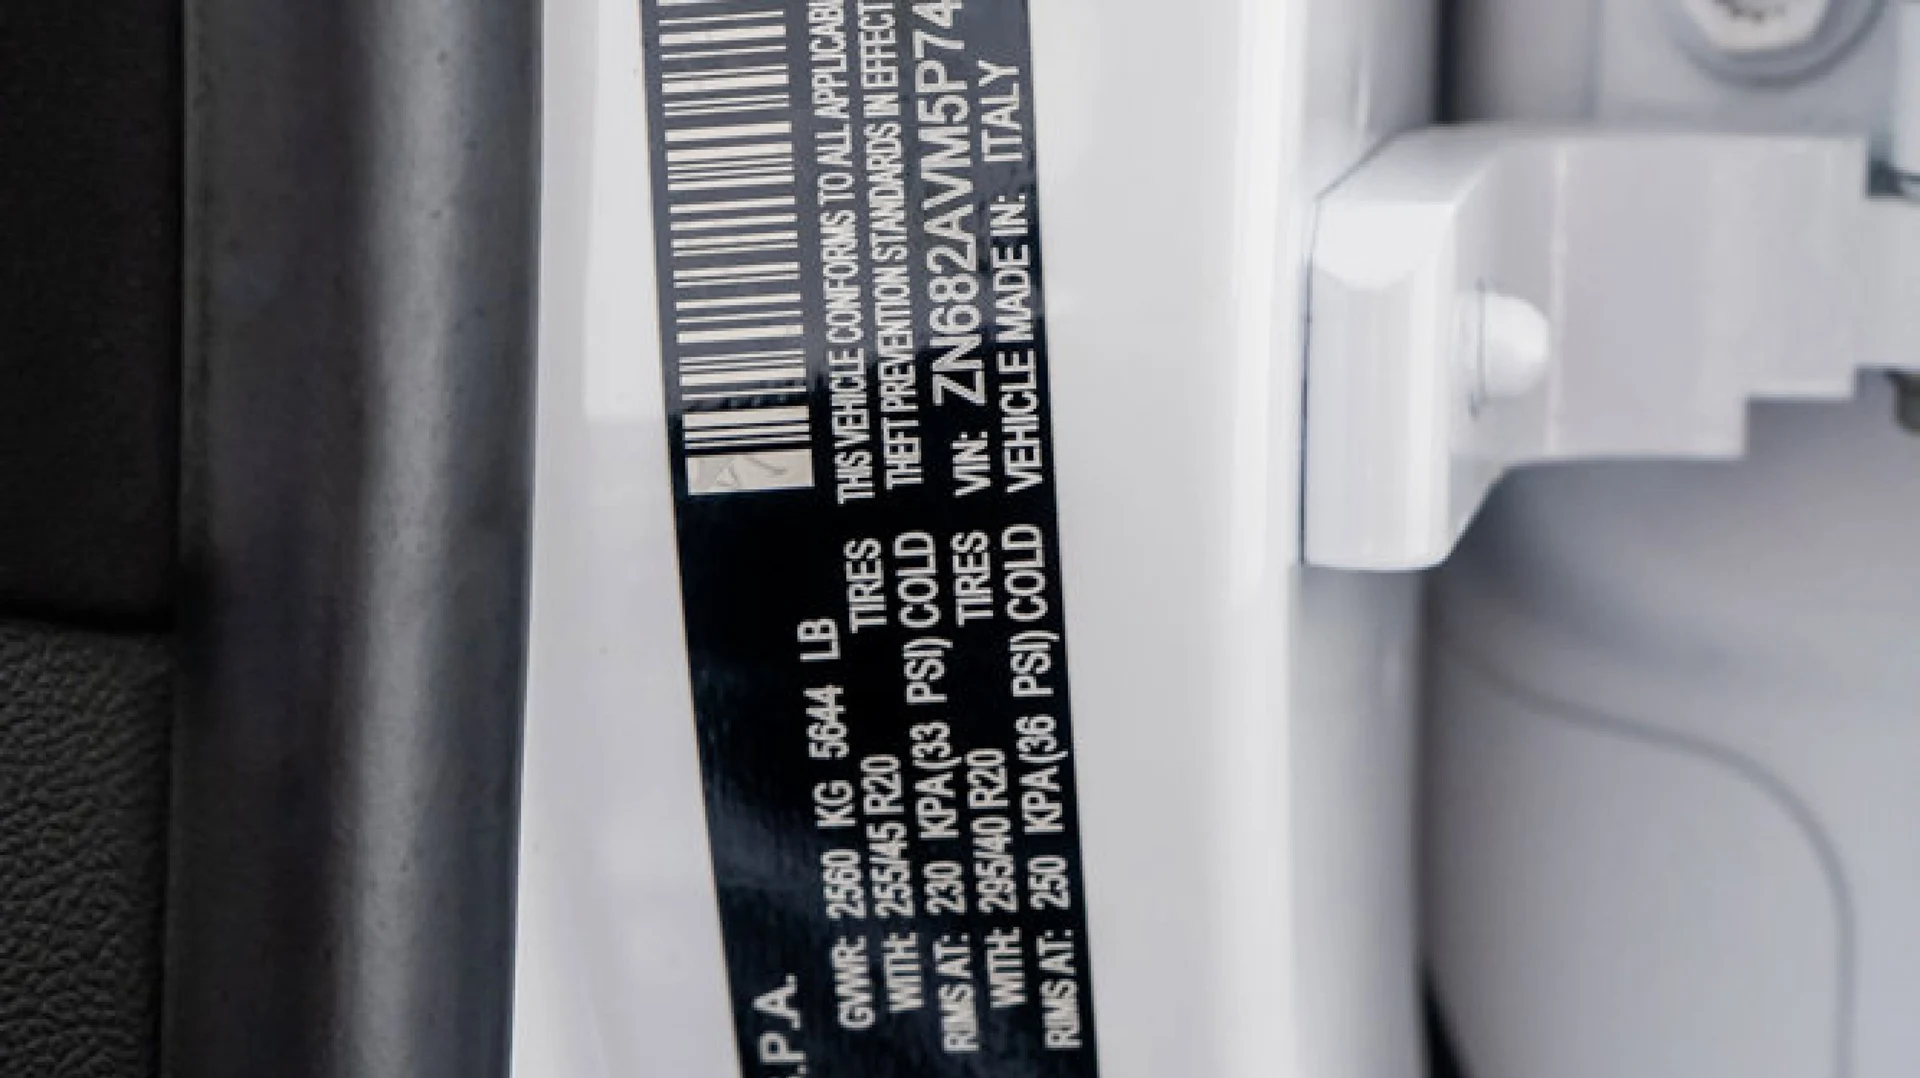 .P.A.
GVWR: 2560 KG 5644 LB
WITH: 255/45 R20 TIRES
RIMS AT: 230 KPA(33 PSI) COLD
WITH: 295/40 R20 TIRES
RIMS AT: 250 KPA(36 PSI) COLD
THIS VEHICLE CONFORMS TO ALL APPLICABL
THEFT PREVENTION STANDARDS IN EFFECT
VIN: ZN682AVM5P74
VEHICLE MADE IN: ITALY